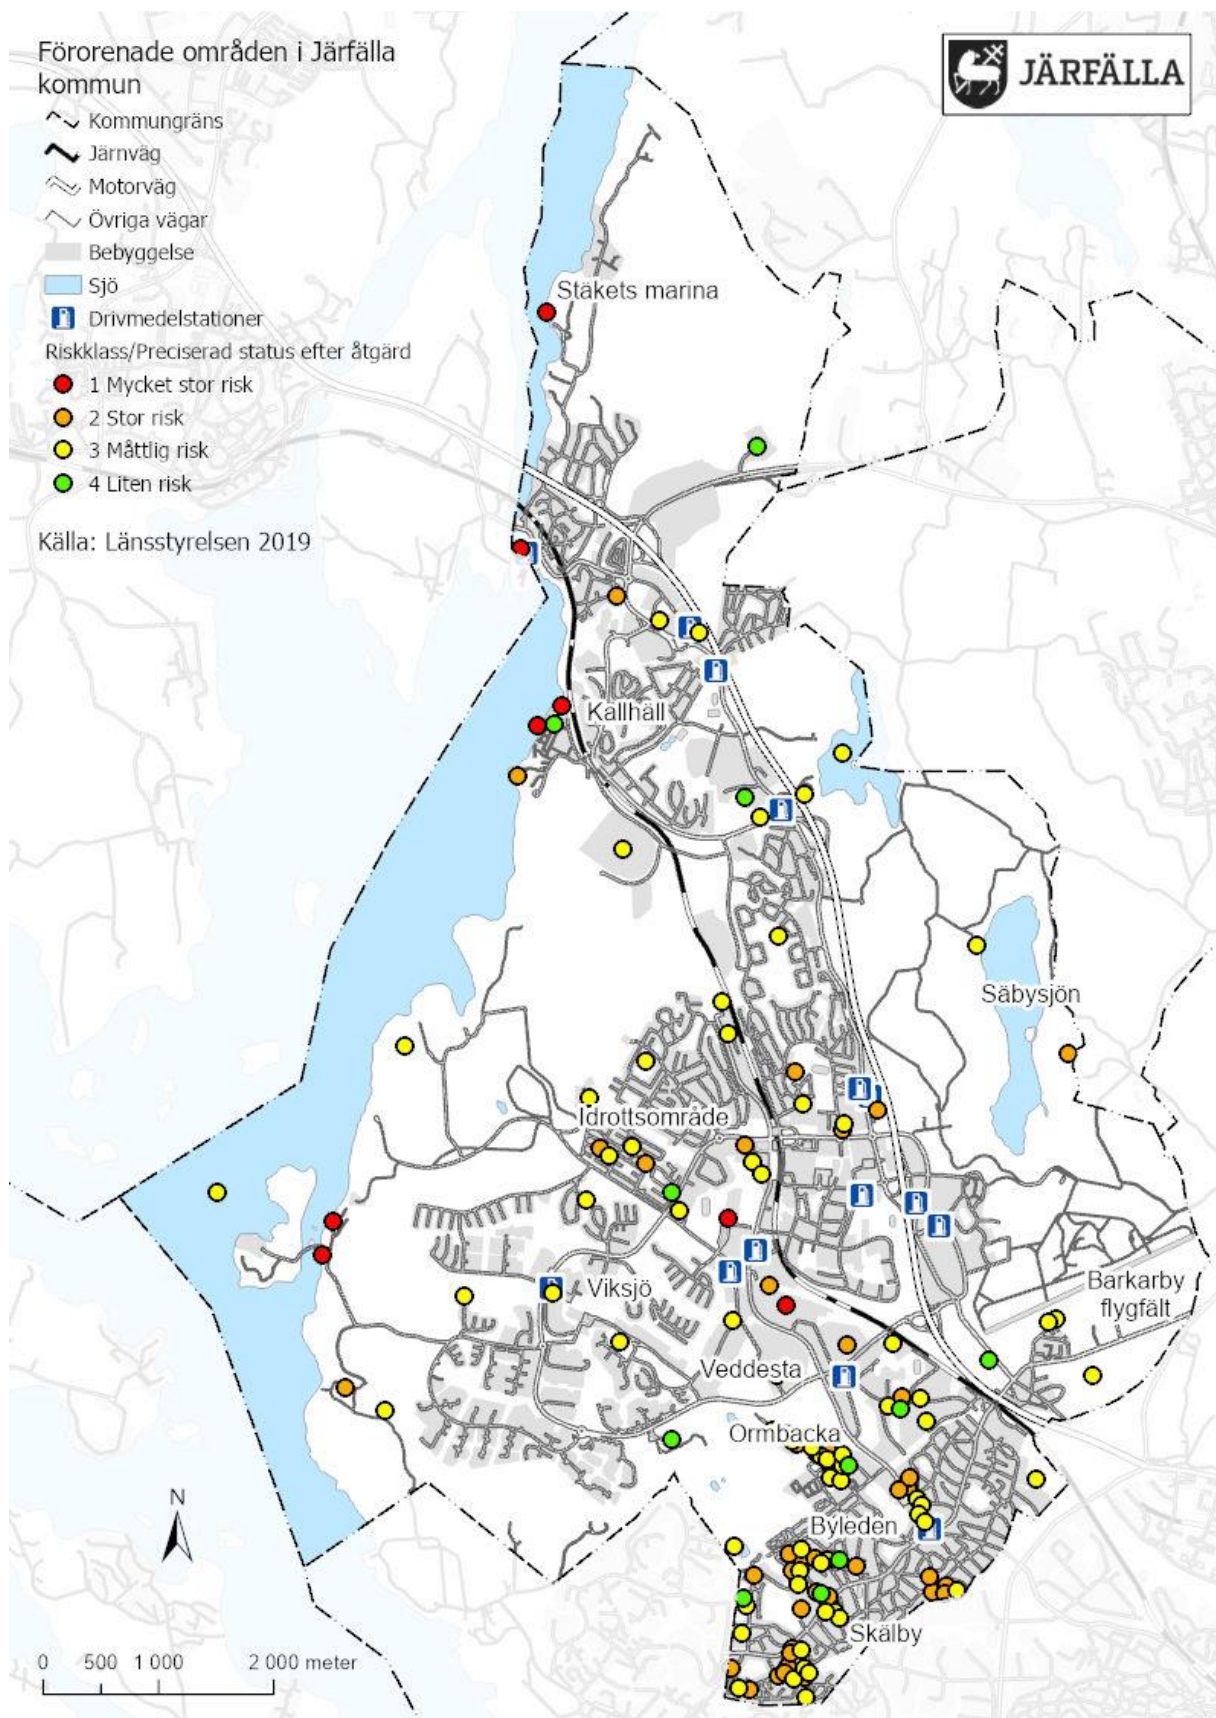 Förorenade områden i Järfälla
kommun
Kommungräns
Järnväg
Motorväg
Övriga vägar
Bebyggelse
Sjö
Drivmedelstationer
Riskklass/Preciserad status efter åtgärd
1 Mycket stor risk
2 Stor risk
3 Måttlig risk
4 Liten risk
Källa: Länsstyrelsen 2019
JÄRFÄLLA
Stäkets marina
Kallhäll
Säbysjön
Idrottsområde
Viksjö
Barkarby
flygfält
Veddesta
Ormbacka
Byleden
Skälby
N
0 500 1 000 2 000 meter